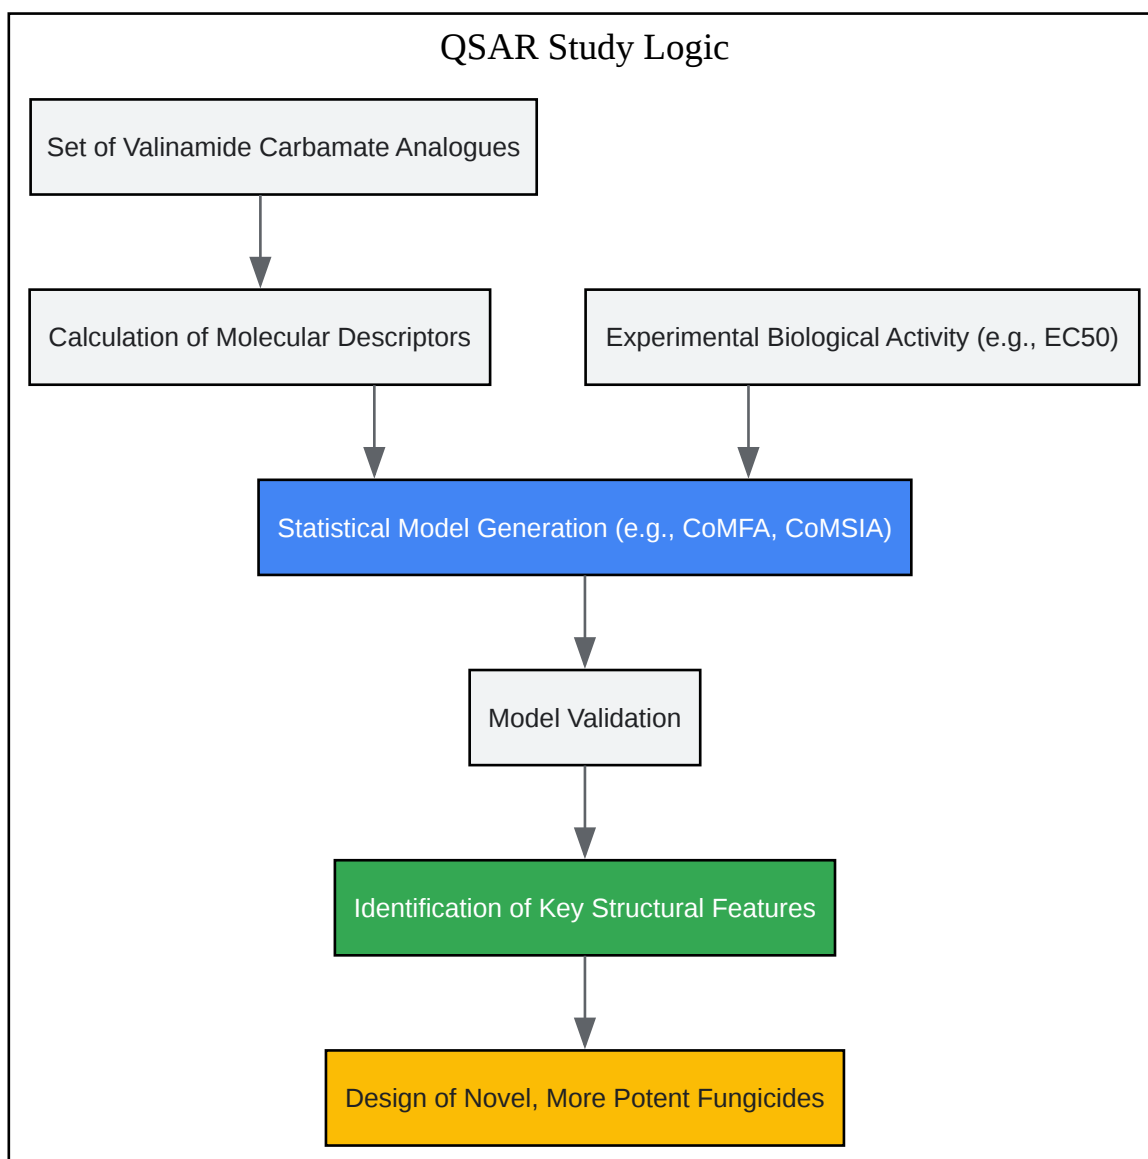 QSAR Study Logic
Set of Valinamide Carbamate Analogues
Calculation of Molecular Descriptors
Experimental Biological Activity (e.g., EC50)
Statistical Model Generation (e.g., CoMFA, CoMSIA)
Model Validation
Identification of Key Structural Features
Design of Novel, More Potent Fungicides